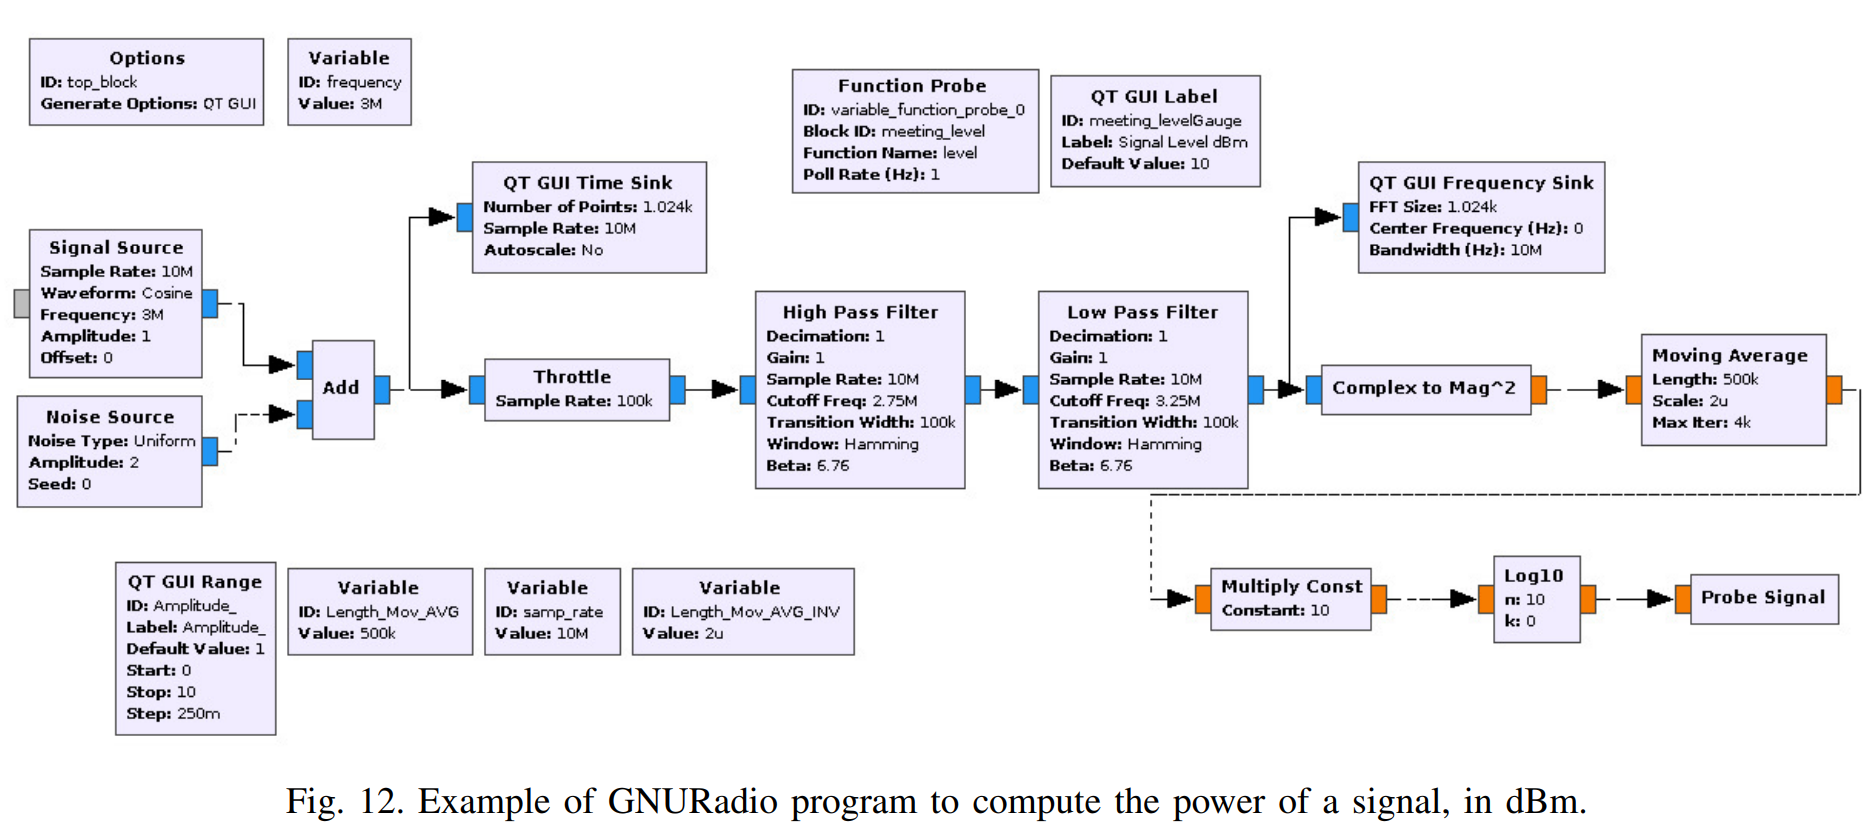 Options
ID: top_block
Generate Options: QT GUI
Variable
ID: frequency
Value: 3M
Function Probe
ID: variable_function_probe_0
Block ID: meeting_level
Function Name: level
Poll Rate (Hz): 1
QT GUI Label
ID: meeting_levelGauge
Label: Signal Level dBm
Default Value: 10
QT GUI Time Sink
Number of Points: 1.024k
Sample Rate: 10M
Autoscale: No
QT GUI Frequency Sink
FFT Size: 1.024k
Center Frequency (Hz): 0
Bandwidth (Hz): 10M
Signal Source
Sample Rate: 10M
Waveform: Cosine
Frequency: 3M
Amplitude: 1
Offset: 0
Noise Source
Noise Type: Uniform
Amplitude: 2
Seed: 0
Add
Throttle
Sample Rate: 100k
High Pass Filter
Decimation: 1
Gain: 1
Sample Rate: 10M
Cutoff Freq: 2.75M
Transition Width: 100k
Window: Hamming
Beta: 6.76
Low Pass Filter
Decimation: 1
Gain: 1
Sample Rate: 10M
Cutoff Freq: 3.25M
Transition Width: 100k
Window: Hamming
Beta: 6.76
Complex to Mag^2
Moving Average
Length: 500k
Scale: 2u
Max Iter: 4k
QT GUI Range
ID: Amplitude_
Label: Amplitude_
Default Value: 1
Start: 0
Stop: 10
Step: 250m
Variable
ID: Length_Mov_AVG
Value: 500k
Variable
ID: samp_rate
Value: 10M
Variable
ID: Length_Mov_AVG_INV
Value: 2u
Multiply Const
Constant: 10
Log10
n: 10
k: 0
Probe Signal
Fig. 12. Example of GNURadio program to compute the power of a signal, in dBm.